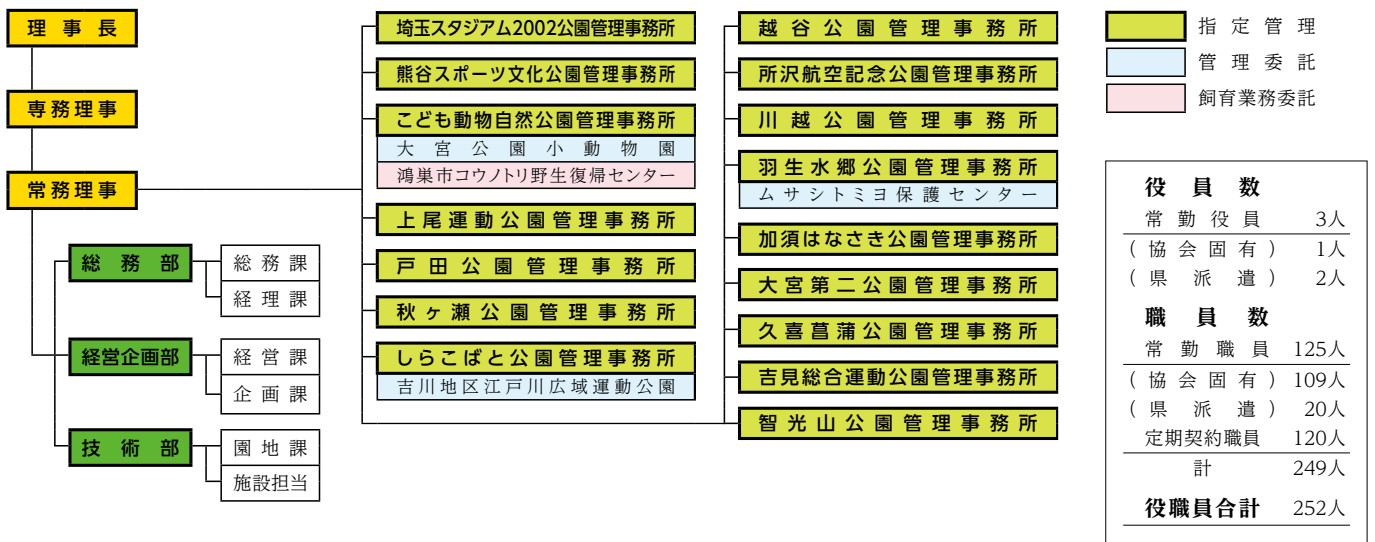 理事長
専務理事
常務理事
総務部
総務課
経理課
経営企画部
経営課
企画課
技術部
園地課
施設担当
埼玉スタジアム2002公園管理事務所
熊谷スポーツ文化公園管理事務所
こども動物自然公園管理事務所
大宮公園小動物園
鴻巣市コウノトリ野生復帰センター
上尾運動公園管理事務所
戸田公園管理事務所
秋ヶ瀬公園管理事務所
しらこばと公園管理事務所
吉川地区江戸川広域運動公園
越谷公園管理事務所
所沢航空記念公園管理事務所
川越公園管理事務所
羽生水郷公園管理事務所
ムサシトミヨ保護センター
加須はなさき公園管理事務所
大宮第二公園管理事務所
久喜菖蒲公園管理事務所
吉見総合運動公園管理事務所
智光山公園管理事務所
指定管理
管理委託
飼育業務委託
役員数
常勤役員 3人
(協会固有) 1人
(県派遣) 2人
職員数
常勤職員 125人
(協会固有) 109人
(県派遣) 20人
定期契約職員 120人
計 249人
役職員合計 252人